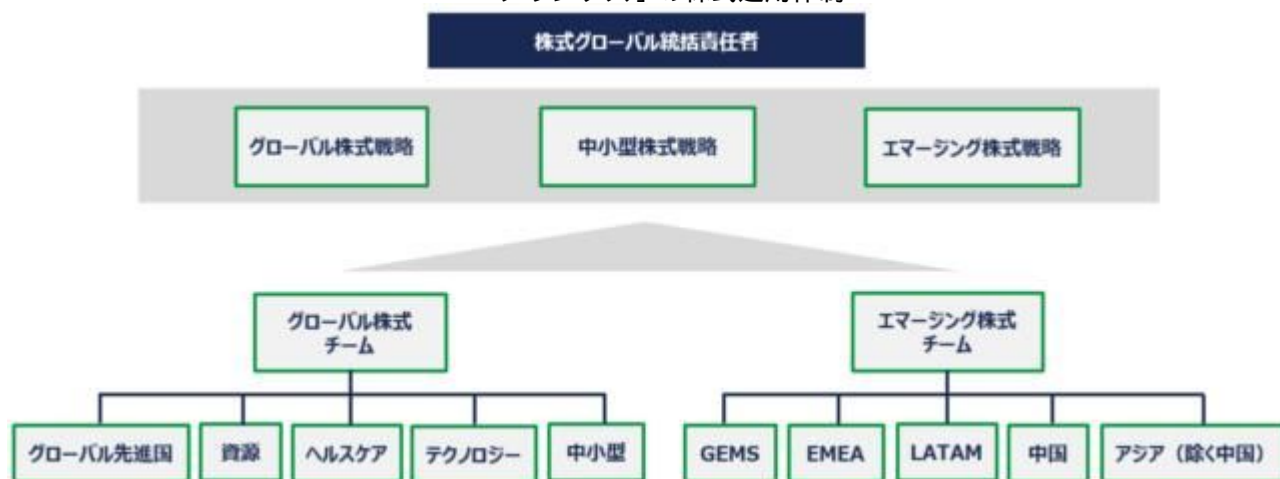 株式グローバル統括責任者
グローバル株式戦略
中小型株式戦略
エマージング株式戦略
グローバル株式
チーム
エマージング株式
チーム
グローバル先進国
資源
ヘルスケア
テクノロジー
中小型
GEMS
EMEA
LATAM
中国
アジア（除く中国）